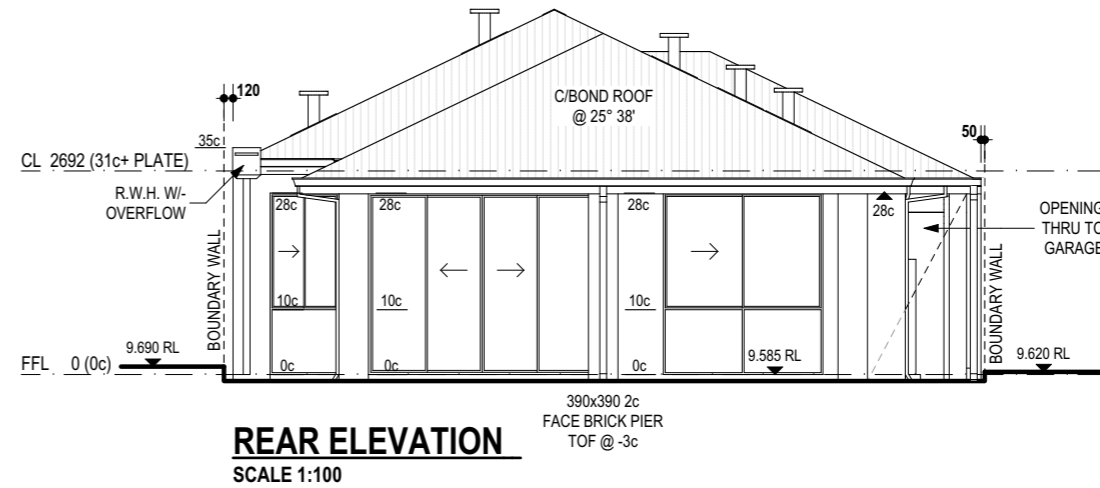 120
C/BOND ROOF
@ 25° 38'
35c
50
CL 2692 (31c+ PLATE)
R.W.H. W/-
OVERFLOW
28c
28c
28c
28c
OPENING
THRU TO
GARAGE
BOUNDARY WALL
BOUNDARY WALL
10c
10c
10c
9.690 RL
9.585 RL
9.620 RL
FFL 0 (0c)
0c
0c
0c
390x390 2c
FACE BRICK PIER
TOF @ -3c
REAR ELEVATION
SCALE 1:100